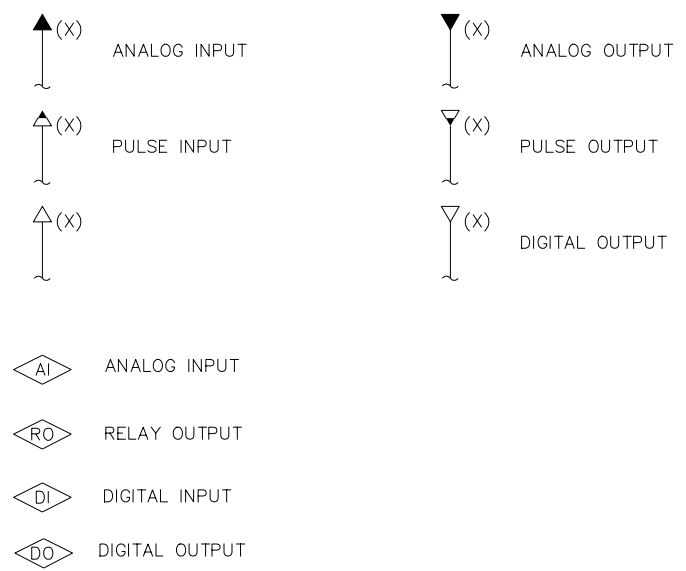 (X) ANALOG INPUT
(X) ANALOG OUTPUT
(X) PULSE INPUT
(X) PULSE OUTPUT
(X)
(X) DIGITAL OUTPUT
AI ANALOG INPUT
RO RELAY OUTPUT
DI DIGITAL INPUT
DO DIGITAL OUTPUT